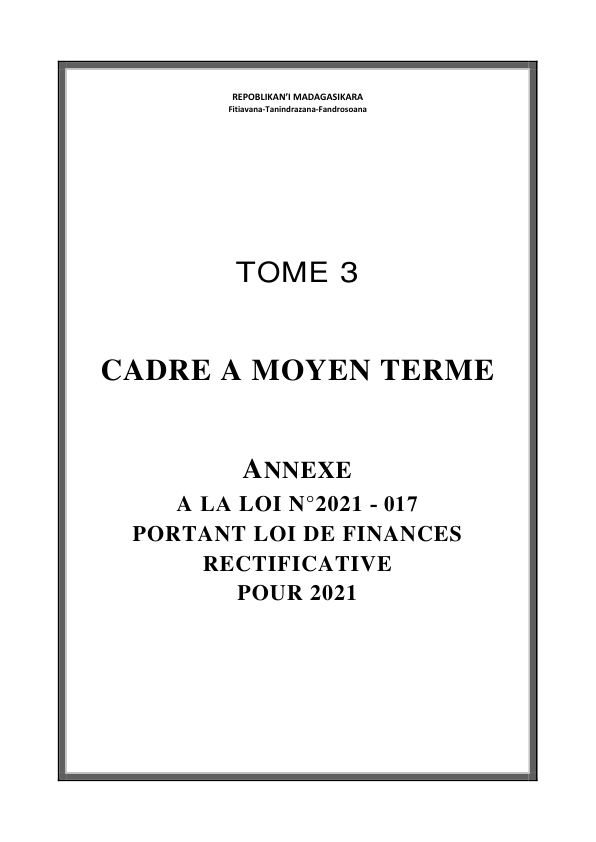 REPOBLIKAN'I MADAGASIKARA
Fitiavana-Tanindrazana-Fandrosoana
TOME 3
CADRE A MOYEN TERME
ANNEXE
A LA LOI N°2021 - 017
PORTANT LOI DE FINANCES
RECTIFICATIVE
POUR 2021